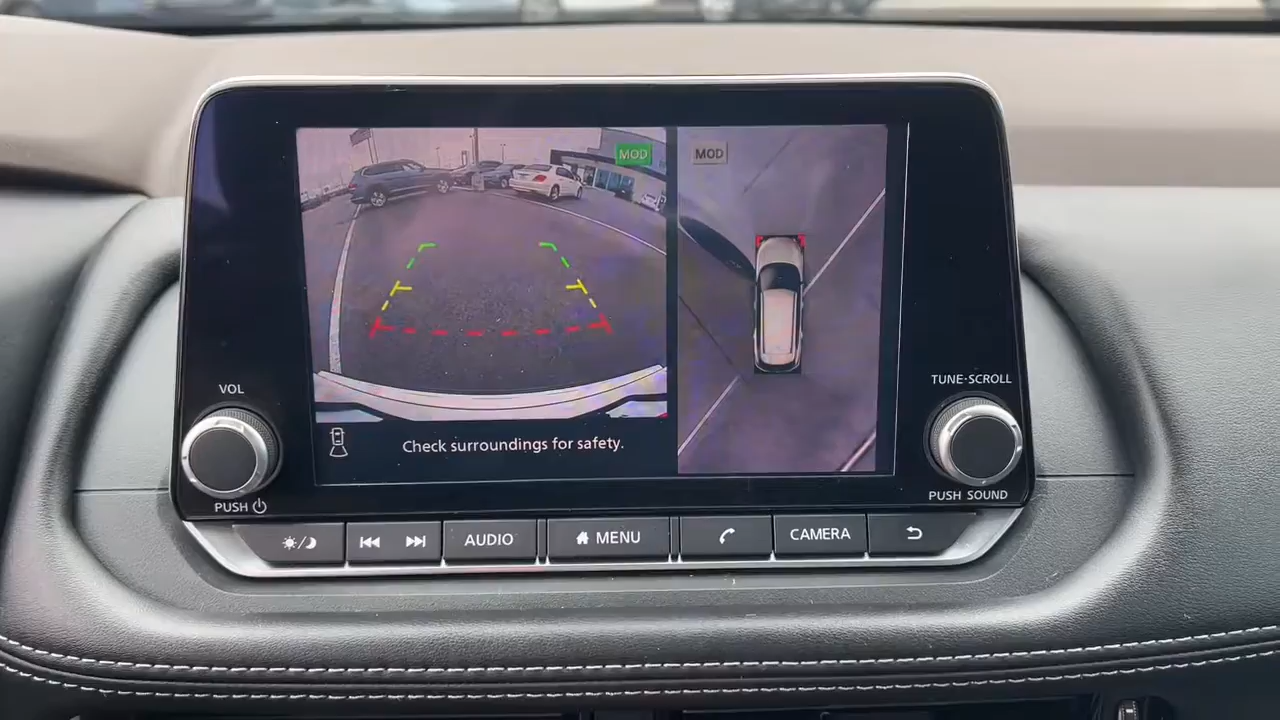 MOD
MOD
Check surroundings for safety.
VOL
PUSH
TUNE·SCROLL
PUSH SOUND
AUDIO
MENU
CAMERA